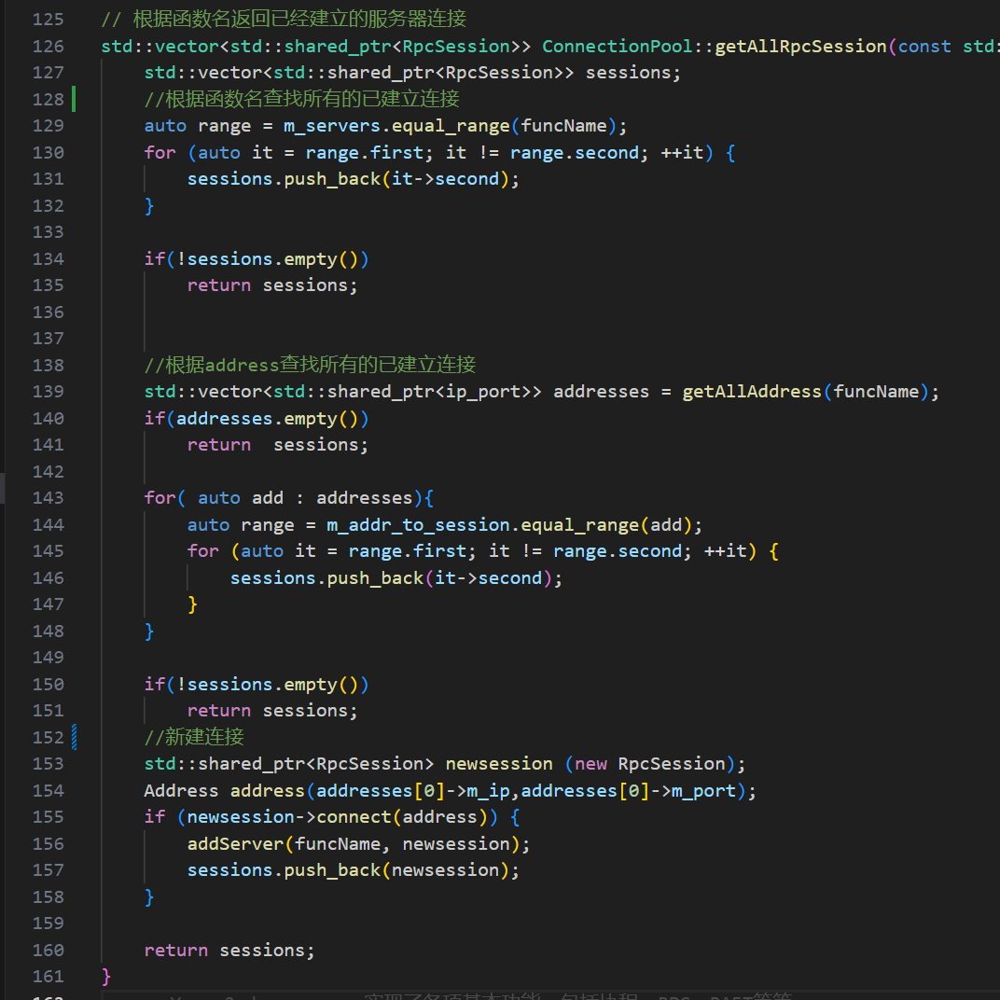 125 // 根据函数名返回已经建立的服务器连接
126 std::vector<std::shared_ptr<RpcSession>> ConnectionPool::getAllRpcSession(const std:
127 std::vector<std::shared_ptr<RpcSession>> sessions;
128 //根据函数名查找所有的已建立连接
129 auto range = m_servers.equal_range(funcName);
130 for (auto it = range.first; it != range.second; ++it) {
131 sessions.push_back(it->second);
132 }
133
134 if(!sessions.empty())
135 return sessions;
136
137
138 //根据address查找所有的已建立连接
139 std::vector<std::shared_ptr<ip_port>> addresses = getAllAddress(funcName);
140 if(addresses.empty())
141 return  sessions;
142
143 for( auto add : addresses){
144 auto range = m_addr_to_session.equal_range(add);
145 for (auto it = range.first; it != range.second; ++it) {
146 sessions.push_back(it->second);
147 }
148 }
149
150 if(!sessions.empty())
151 return sessions;
152 //新建连接
153 std::shared_ptr<RpcSession> newsession (new RpcSession);
154 Address address(addresses[0]->m_ip,addresses[0]->m_port);
155 if (newsession->connect(address)) {
156 addServer(funcName, newsession);
157 sessions.push_back(newsession);
158 }
159
160 return sessions;
161 }